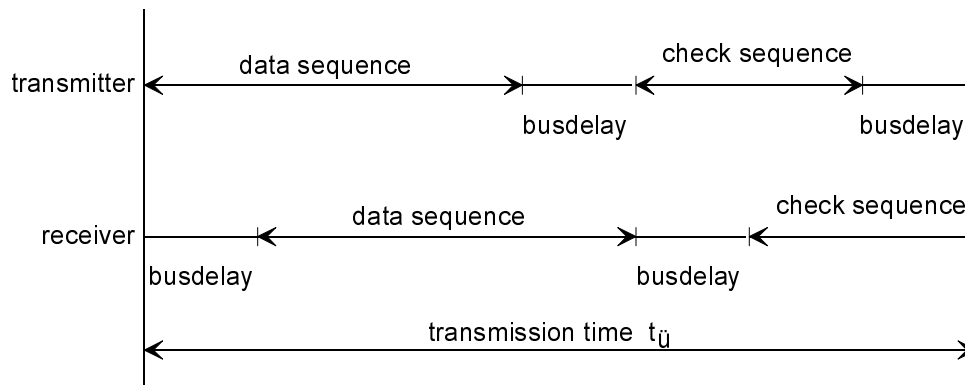 data sequence
check sequence
transmitter
busdelay
busdelay
data sequence
check sequence
receiver
busdelay
busdelay
transmission time tü